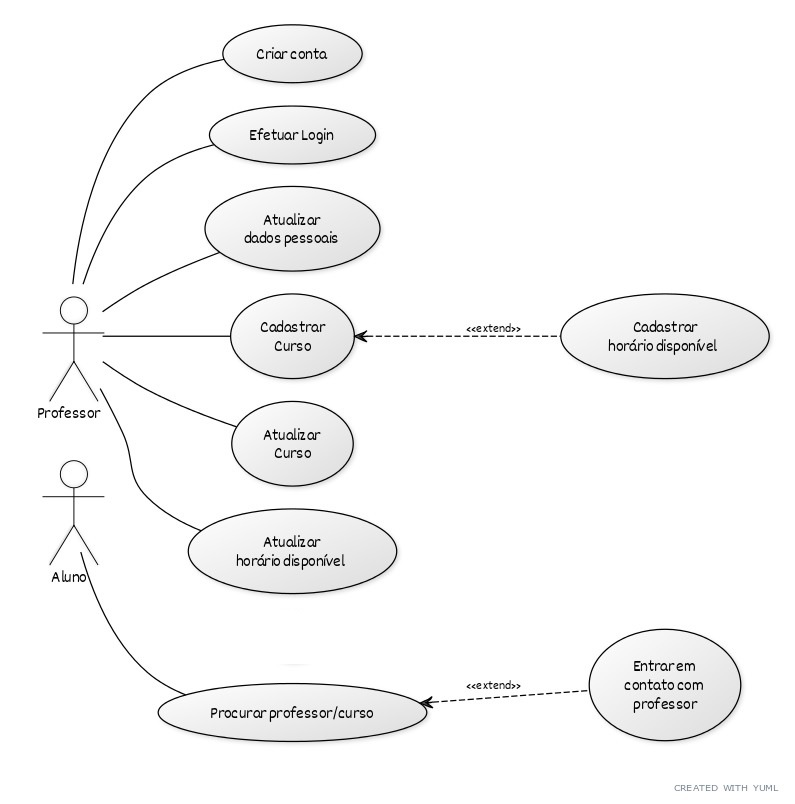 Criar conta
Efetuar Login
Atualizar
dados pessoais
Cadastrar
Curso
<<extend>>
Cadastrar
horário disponível
Professor
Atualizar
Curso
Atualizar
horário disponível
Aluno
Procurar professor/curso
<<extend>>
Entrar em
contato com
professor
CREATED WITH YUML